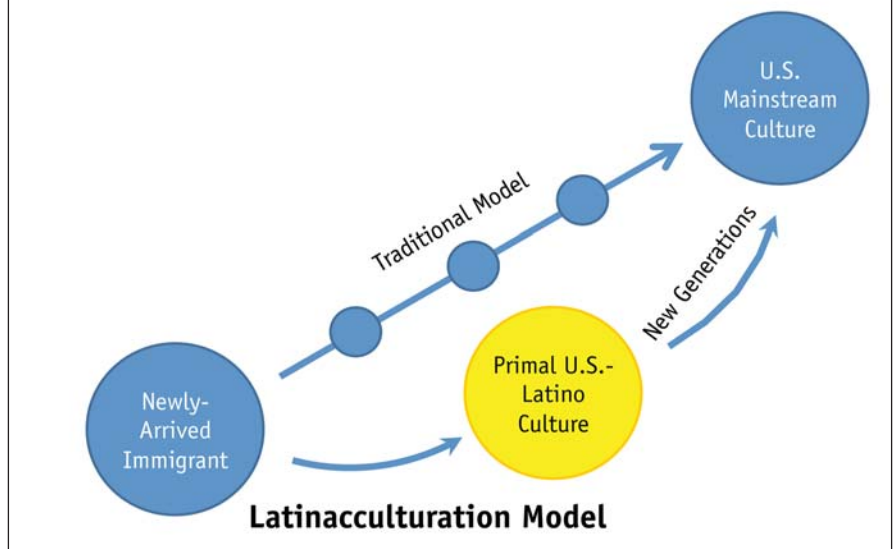 U.S.
Mainstream
Culture
Traditional Model
New Generations
Primal U.S.-
Latino
Culture
Newly-
Arrived
Immigrant
Latinacculturation Model